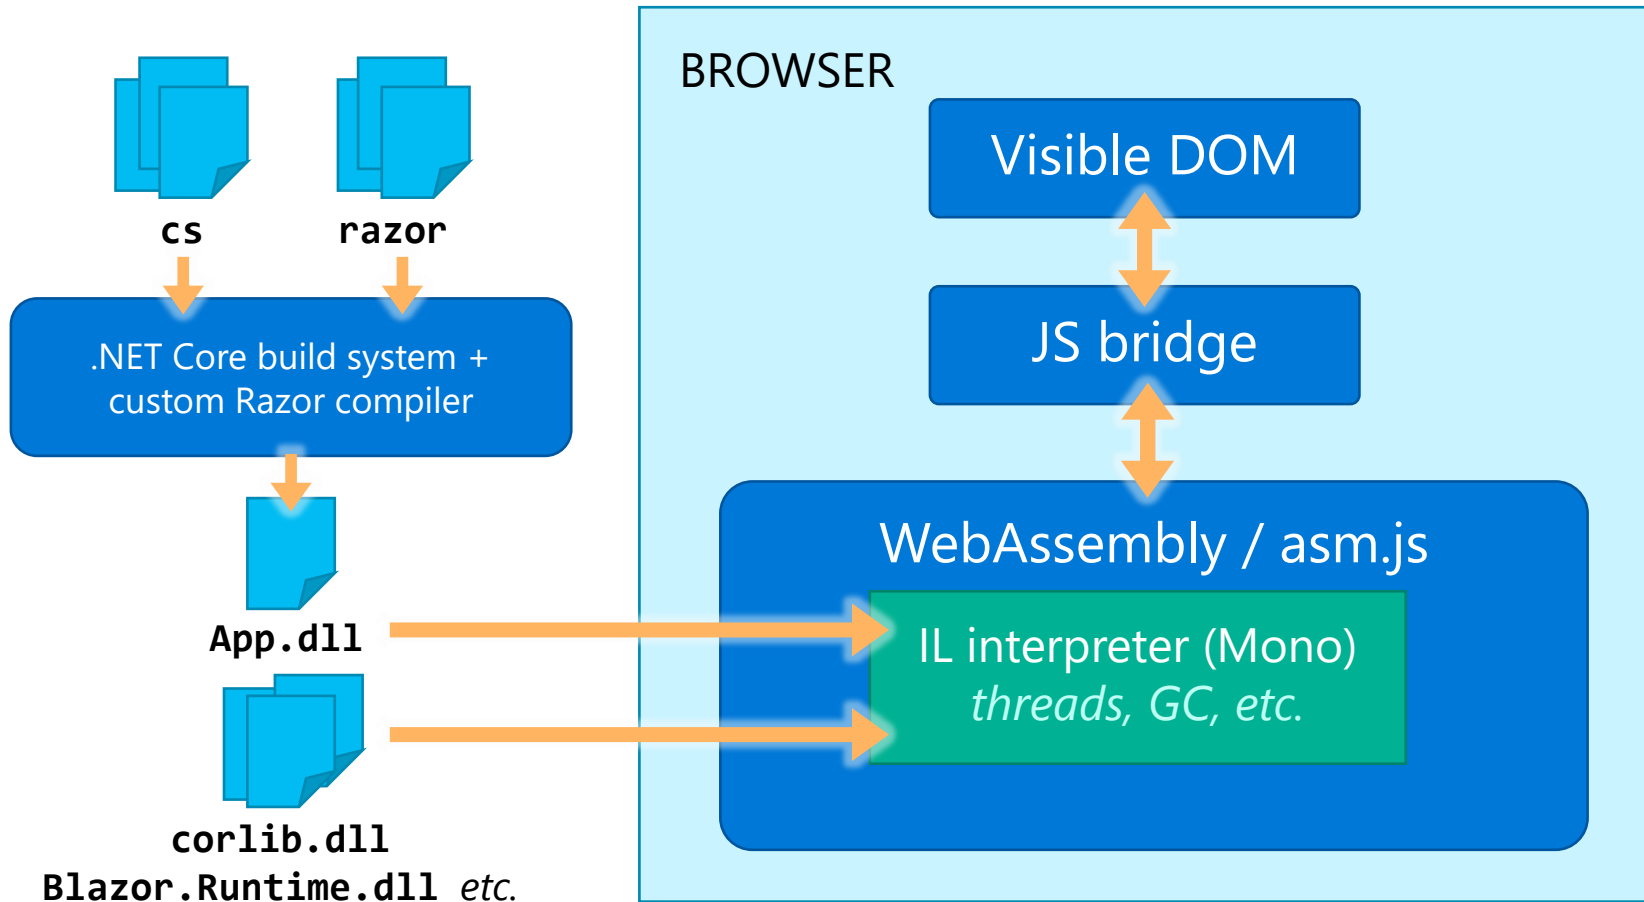 cs
razor
.NET Core build system +
custom Razor compiler
App.dll
corlib.dll
Blazor.Runtime.dll etc.
BROWSER
Visible DOM
JS bridge
WebAssembly / asm.js
IL interpreter (Mono)
threads, GC, etc.